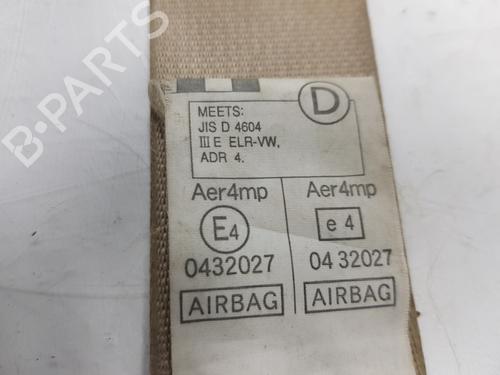 D
MEETS:
JIS D 4604
III E ELR-VW,
ADR 4.
Aer4mp Aer4mp
E4 e 4
0432027 04 32027
AIRBAG AIRBAG
B-PARTS